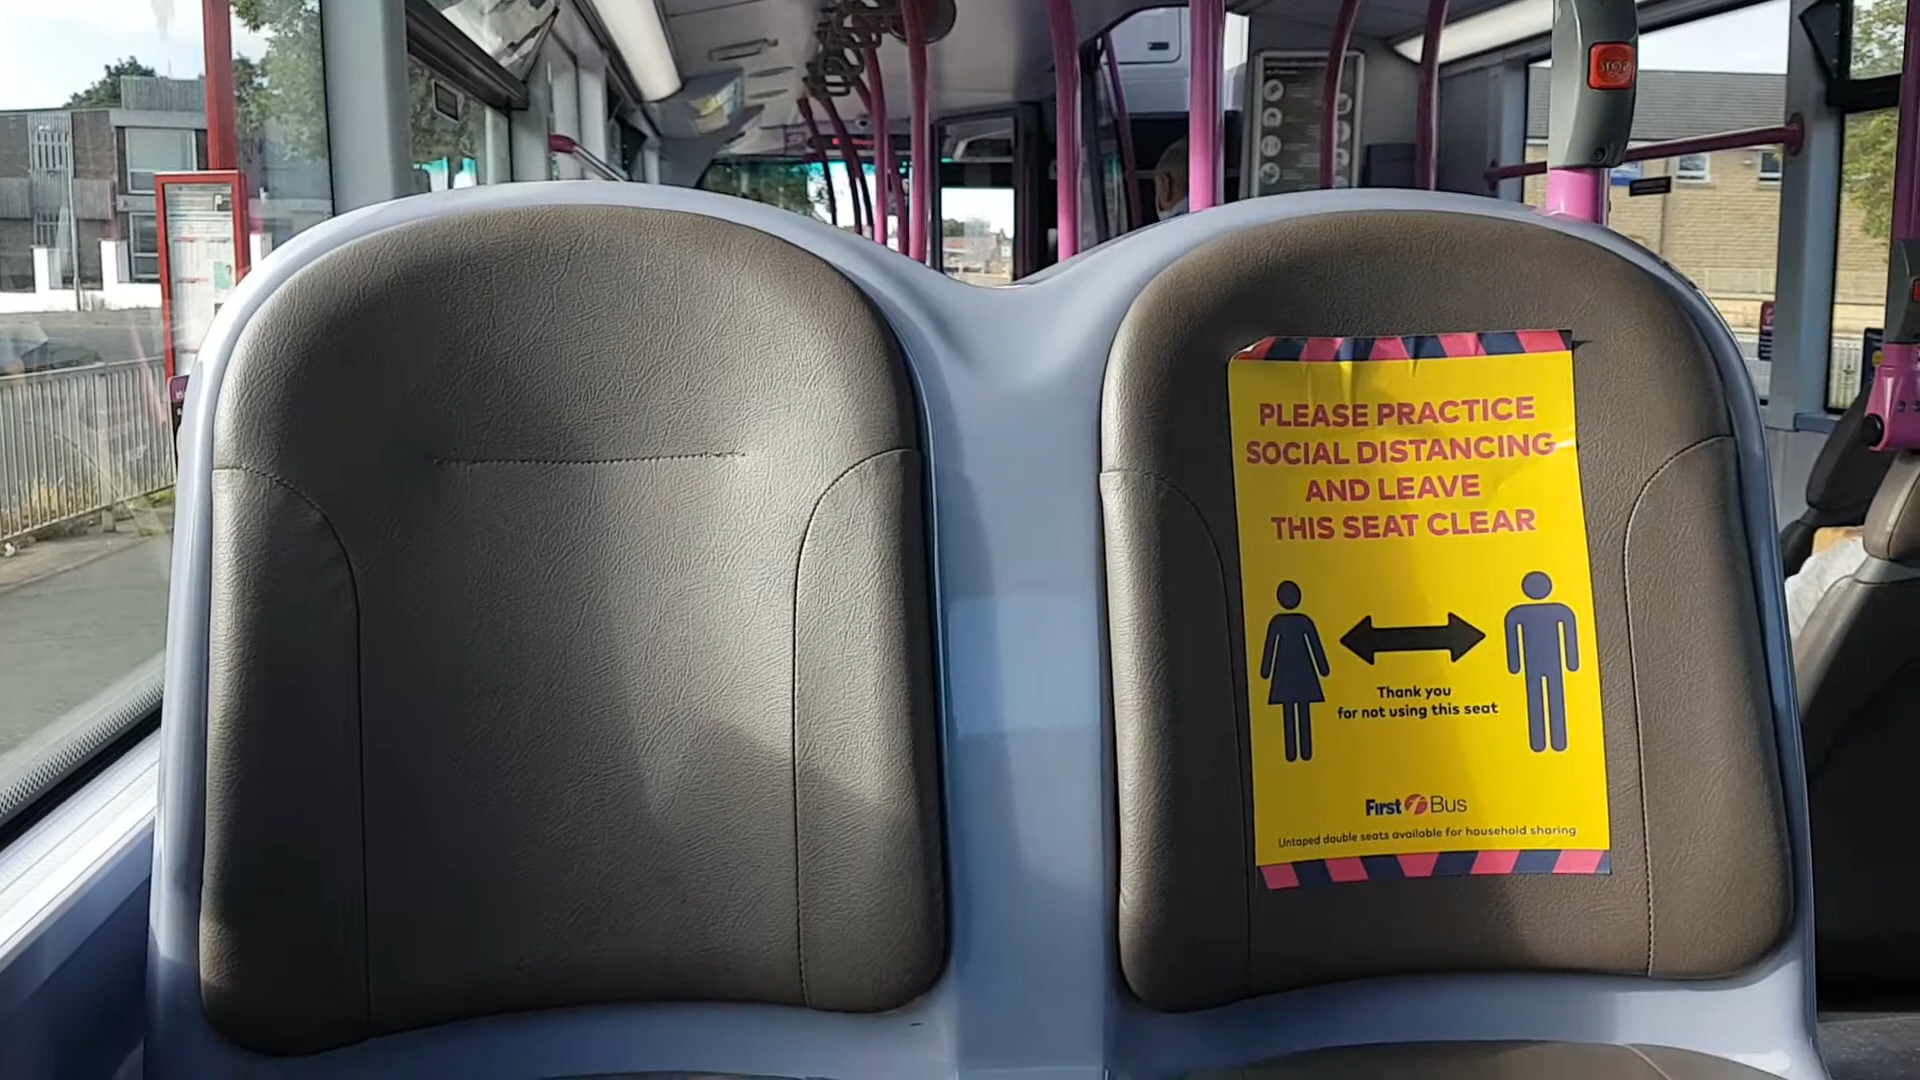 STOP
PLEASE PRACTICE
SOCIAL DISTANCING
AND LEAVE
THIS SEAT CLEAR
Thank you
for not using this seat
First Bus
Untaped double seats available for household sharing